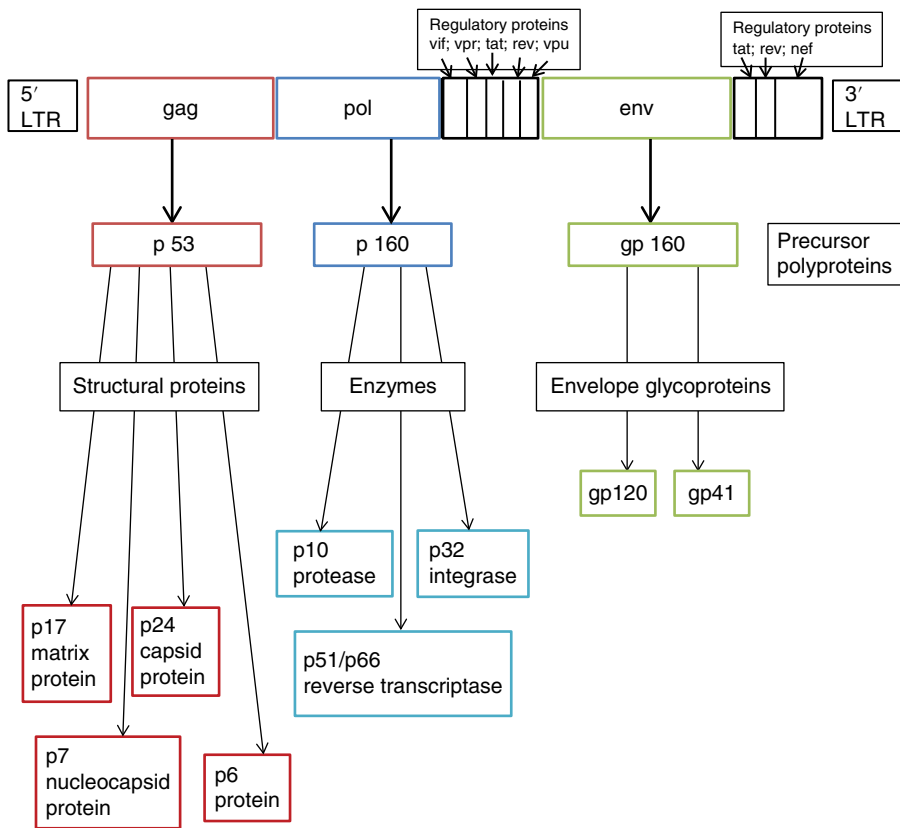 Regulatory proteins
vif; vpr; tat; rev; vpu
Regulatory proteins
tat; rev; nef
5′
LTR
gag
pol
env
3′
LTR
p 53
p 160
gp 160
Precursor
polyproteins
Structural proteins
Enzymes
Envelope glycoproteins
gp120
gp41
p10
protease
p32
integrase
p17
matrix
protein
p24
capsid
protein
p51/p66
reverse transcriptase
p7
nucleocapsid
protein
p6
protein